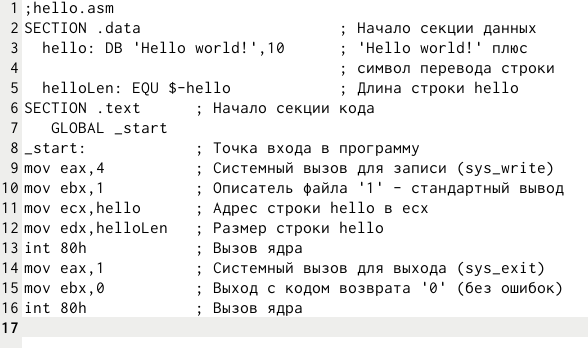 1 ;hello.asm
2 SECTION .data ; Начало секции данных
3 hello: DB 'Hello world!',10 ; 'Hello world!' плюс
4 ; символ перевода строки
5 helloLen: EQU $-hello ; Длина строки hello
6 SECTION .text ; Начало секции кода
7 GLOBAL _start
8 _start: ; Точка входа в программу
9 mov eax,4 ; Системный вызов для записи (sys_write)
10 mov ebx,1 ; Описатель файла '1' - стандартный вывод
11 mov ecx,hello ; Адрес строки hello в ecx
12 mov edx,helloLen ; Размер строки hello
13 int 80h ; Вызов ядра
14 mov eax,1 ; Системный вызов для выхода (sys_exit)
15 mov ebx,0 ; Выход с кодом возврата '0' (без ошибок)
16 int 80h ; Вызов ядра
17